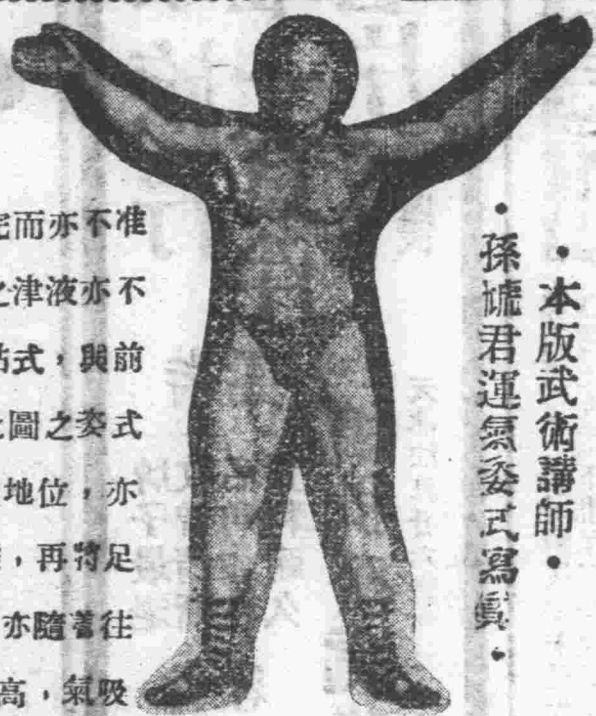 ・本版武術講師・
・孫君運氣姿式寫眞・
而亦不准
之津液亦不
站式，與前
圖之姿式
地位，亦
，再將足
亦隨着往
高，氣吸